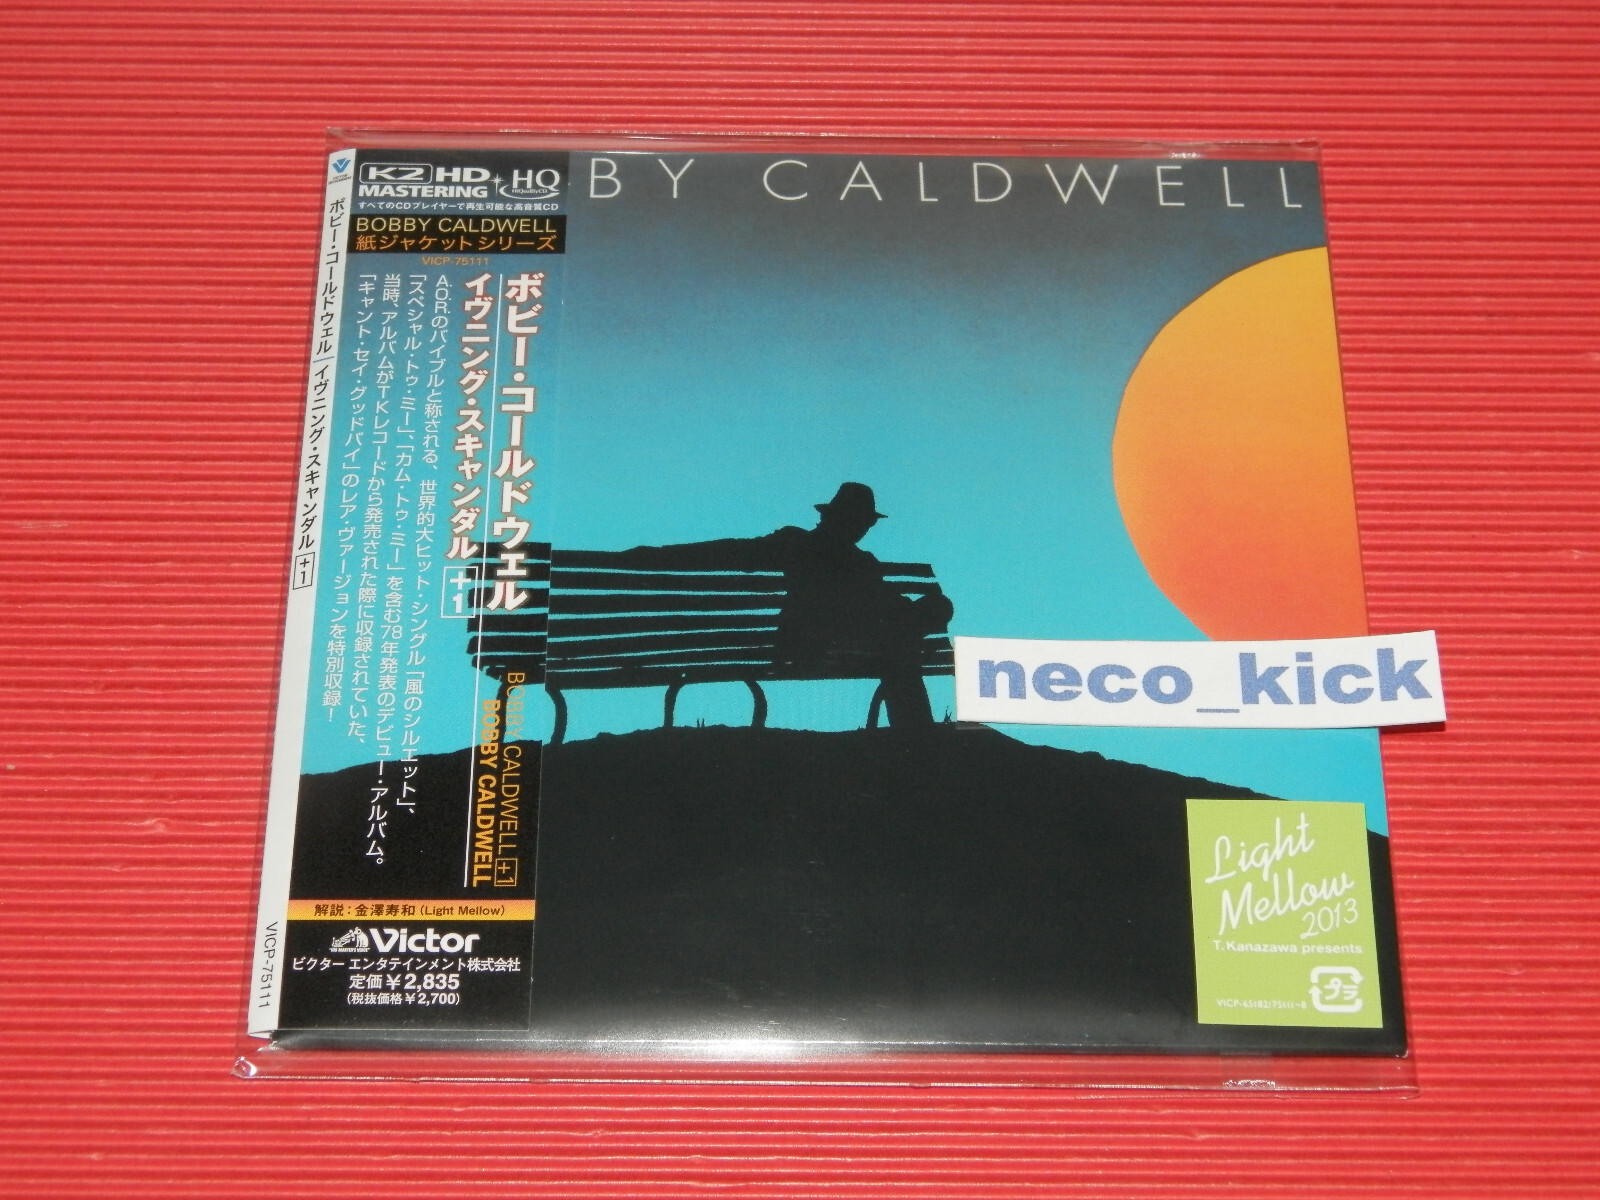 ボビー・コールドウェル|イヴニング・スキャンダル +1
VICP-75111
K2 HD
MASTERING
HQ
HiQualityCD
すべてのCDプレイヤーで再生可能な高音質CD
BOBBY CALDWELL
紙ジャケットシリーズ
VICP-75111
ボビー・コールドウェル
イヴニング・スキャンダル +1
BOBBY CALDWELL +1
BOBBY CALDWELL
A.O.R.のバイブルと称される、世界的大ヒット・シングル「風のシルエット」、
「スペシャル・トゥ・ミー」、「カム・トゥ・ミー」を含む78年発表のデビュー・アルバム。
当時、アルバムがTKレコードから発売された際に収録されていた、
「キャント・セイ・グッドバイ」のレア・ヴァージョンを特別収録!
解説:金澤寿和 (Light Mellow)
"HIS MASTER'S VOICE"
Victor
ビクター エンタテインメント株式会社
定価¥2,835
(税抜価格¥2,700)
BY CALDWELL
neco_kick
Light
Mellow
2013
T. Kanazawa presents
プラ
VICP-65182/75111~8